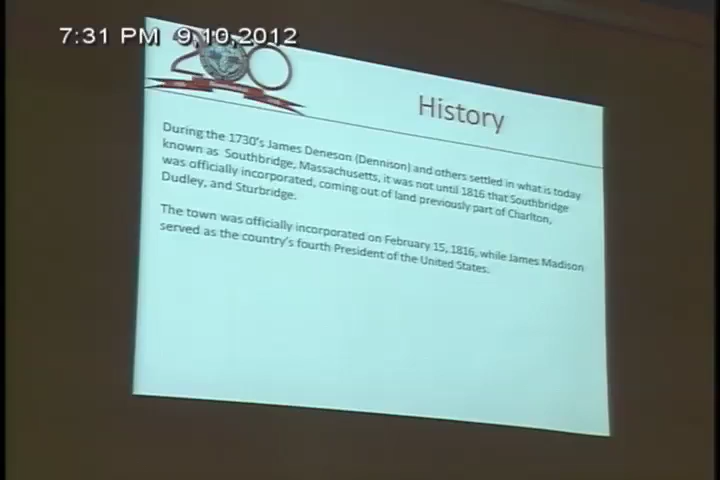 7:31 PM 9.10.2012
200
History
During the 1730's James Deneson (Dennison) and others settled in what is today
known as Southbridge, Massachusetts, it was not until 1816 that Southbridge
was officially incorporated, coming out of land previously part of Charlton,
Dudley, and Sturbridge.
The town was officially incorporated on February 15, 1816, while James Madison
served as the country's fourth President of the United States.